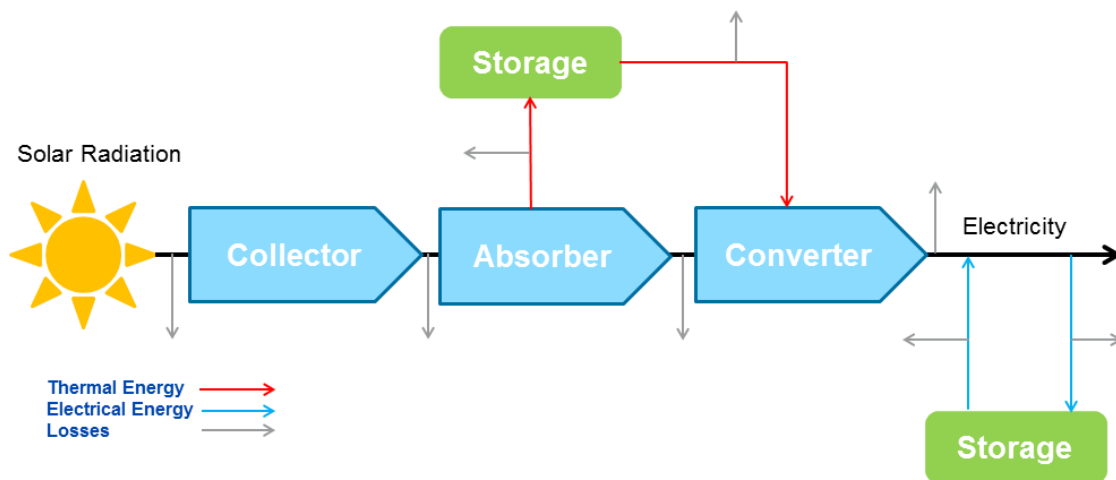 Storage
Solar Radiation
Collector
Absorber
Converter
Electricity
Thermal Energy
Electrical Energy
Losses
Storage